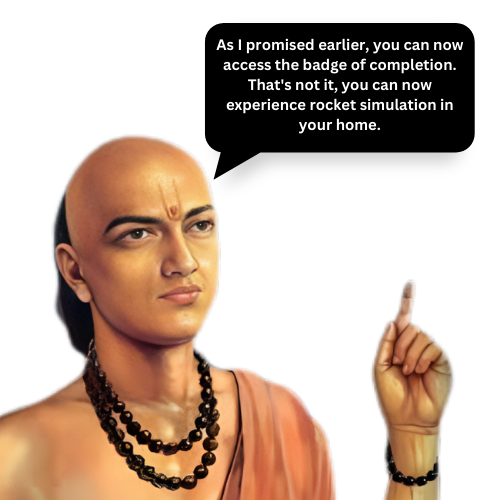 As I promised earlier, you can now
access the badge of completion.
That's not it, you can now
experience rocket simulation in
your home.